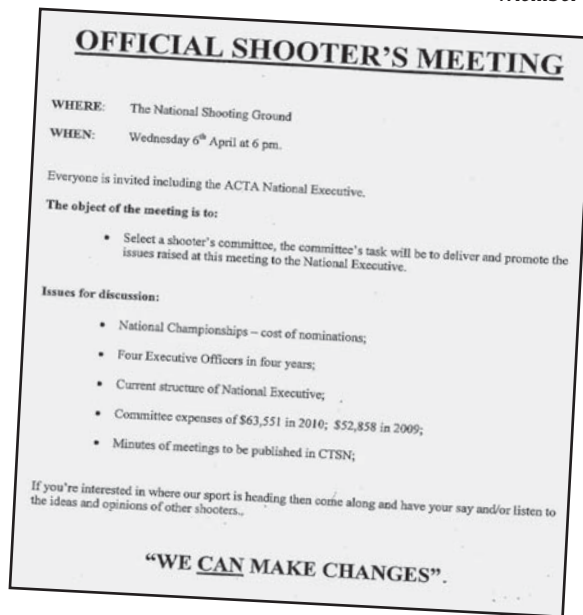 OFFICIAL SHOOTER'S MEETING
WHERE: The National Shooting Ground
WHEN: Wednesday 6th April at 6 pm.
Everyone is invited including the ACTA National Executive.
The object of the meeting is to:
• Select a shooter's committee, the committee's task will be to deliver and promote the
issues raised at this meeting to the National Executive.
Issues for discussion:
• National Championships – cost of nominations;
• Four Executive Officers in four years;
• Current structure of National Executive;
• Committee expenses of $63,551 in 2010; $52,858 in 2009;
• Minutes of meetings to be published in CTSN;
If you're interested in where our sport is heading then come along and have your say and/or listen to
the ideas and opinions of other shooters.,
"WE CAN MAKE CHANGES".